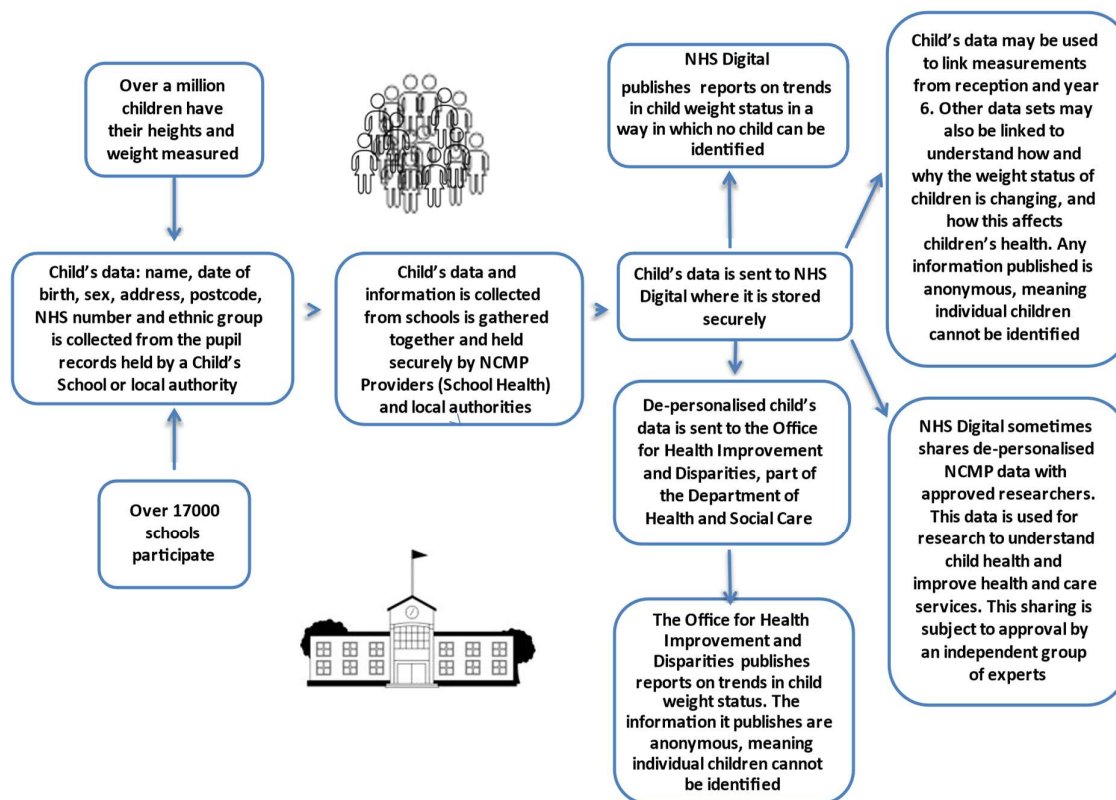 Over a million
children have
their heights and
weight measured
Child's data: name, date of
birth, sex, address, postcode,
NHS number and ethnic group
is collected from the pupil
records held by a Child's
School or local authority
Over 17000
schools
participate
Child's data and
information is collected
from schools is gathered
together and held
securely by NCMP
Providers (School Health)
and local authorities
NHS Digital
publishes reports on trends
in child weight status in a
way in which no child can be
identified
Child's data is sent to NHS
Digital where it is stored
securely
De-personalised child's
data is sent to the Office
for Health Improvement
and Disparities, part of
the Department of
Health and Social Care
The Office for Health
Improvement and
Disparities publishes
reports on trends in child
weight status. The
information it publishes are
anonymous, meaning
individual children cannot
be identified
Child's data may be used
to link measurements
from reception and year
6. Other data sets may
also be linked to
understand how and
why the weight status of
children is changing, and
how this affects
children's health. Any
information published is
anonymous, meaning
individual children
cannot be identified
NHS Digital sometimes
shares de-personalised
NCMP data with
approved researchers.
This data is used for
research to understand
child health and
improve health and care
services. This sharing is
subject to approval by
an independent group
of experts